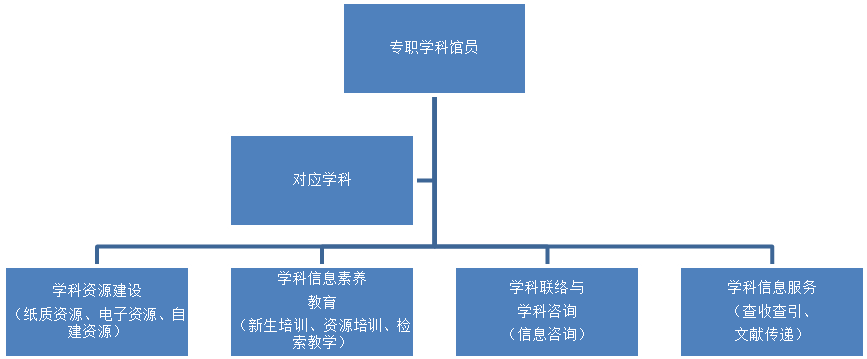 专职学科馆员
对应学科
学科资源建设
（纸质资源、电子资源、自
建资源）
学科信息素养
教育
（新生培训、资源培训、检
索教学）
学科联络与
学科咨询
（信息咨询）
学科信息服务
（查收查引、
文献传递）